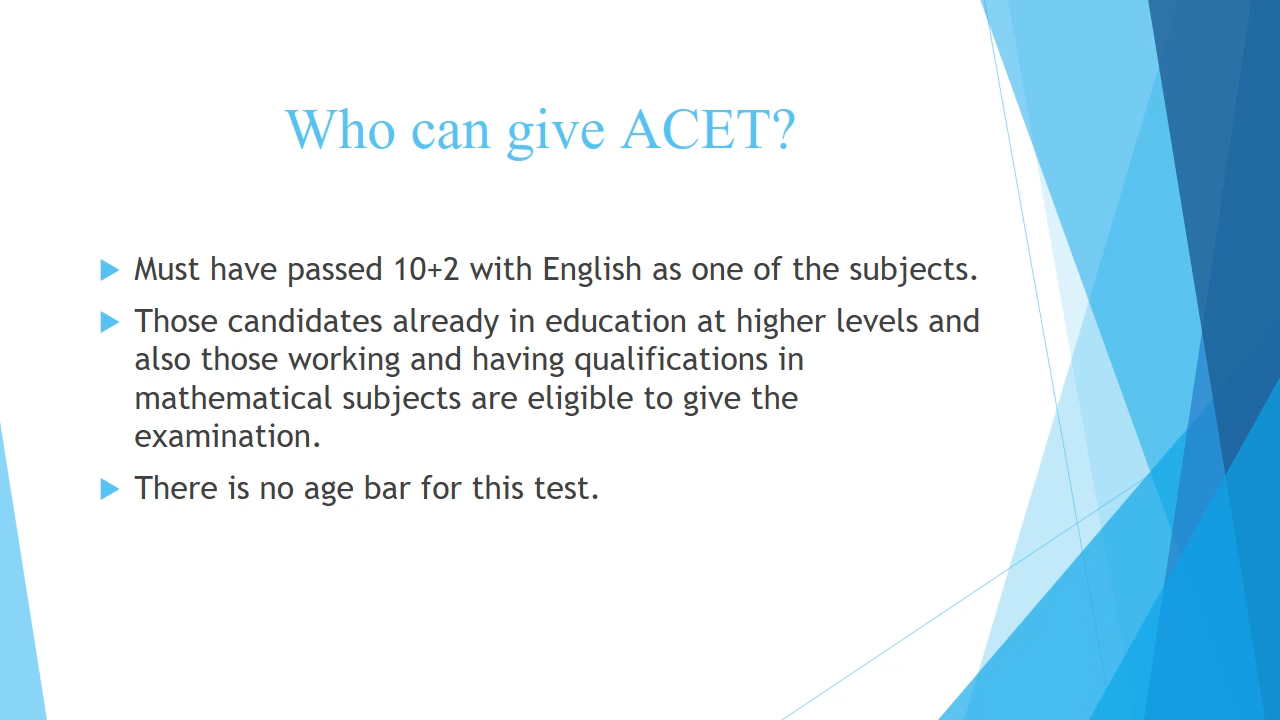 Who can give ACET?
Must have passed 10+2 with English as one of the subjects.
Those candidates already in education at higher levels and
also those working and having qualifications in
mathematical subjects are eligible to give the
examination.
There is no age bar for this test.